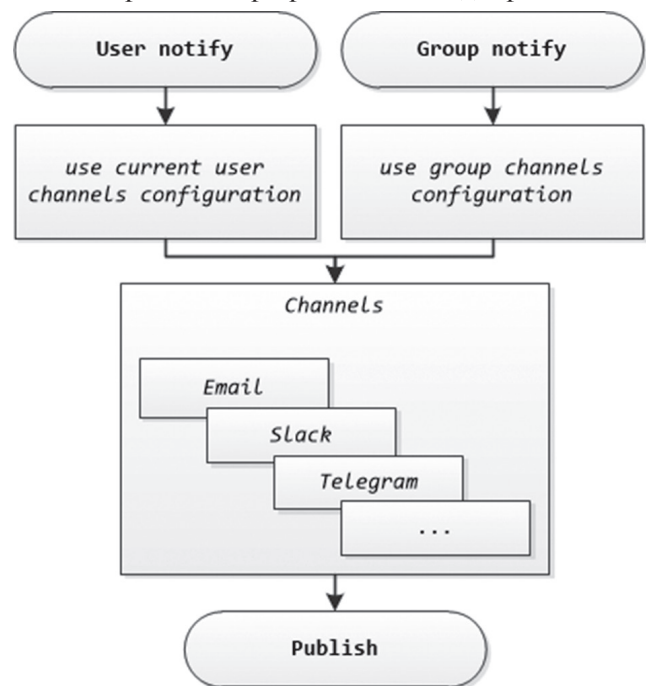 User notify
Group notify
use current user
channels configuration
use group channels
configuration
Channels
Email
Slack
Telegram
...
Publish